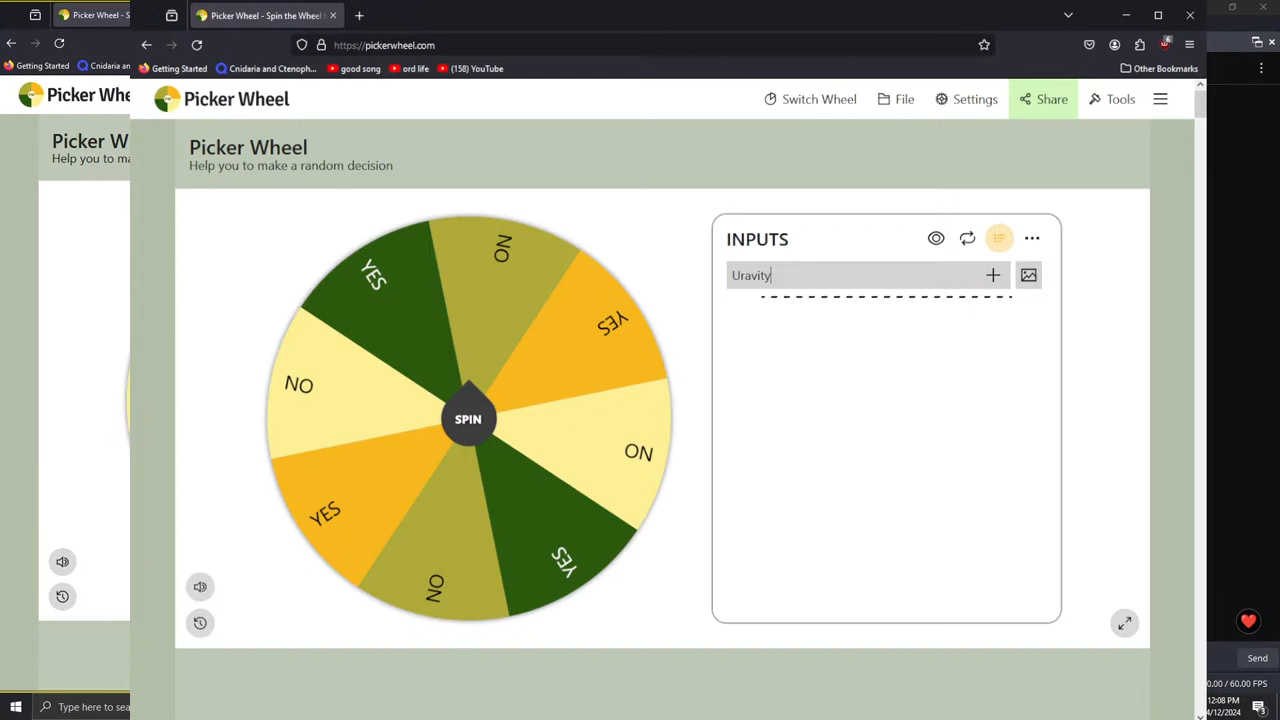 Picker Wheel - S
Picker Wheel - Spin the Wheel
https://pickerwheel.com
6
Getting Started
Cnidaria
Getting Started
Cnidaria and Ctenoph...
good song
ord life
(158) YouTube
Other Bookmarks
Picker Whe
Picker Wheel
Switch Wheel
File
Settings
Share
Tools
Picker W
Help you to ma
Picker Wheel
Help you to make a random decision
INPUTS
Uravity
NO
YES
YES
NO
NO
YES
YES
NO
SPIN
Send
0.00 / 60.00 FPS
Type here to sea
12:08 PM
4/12/2024
3